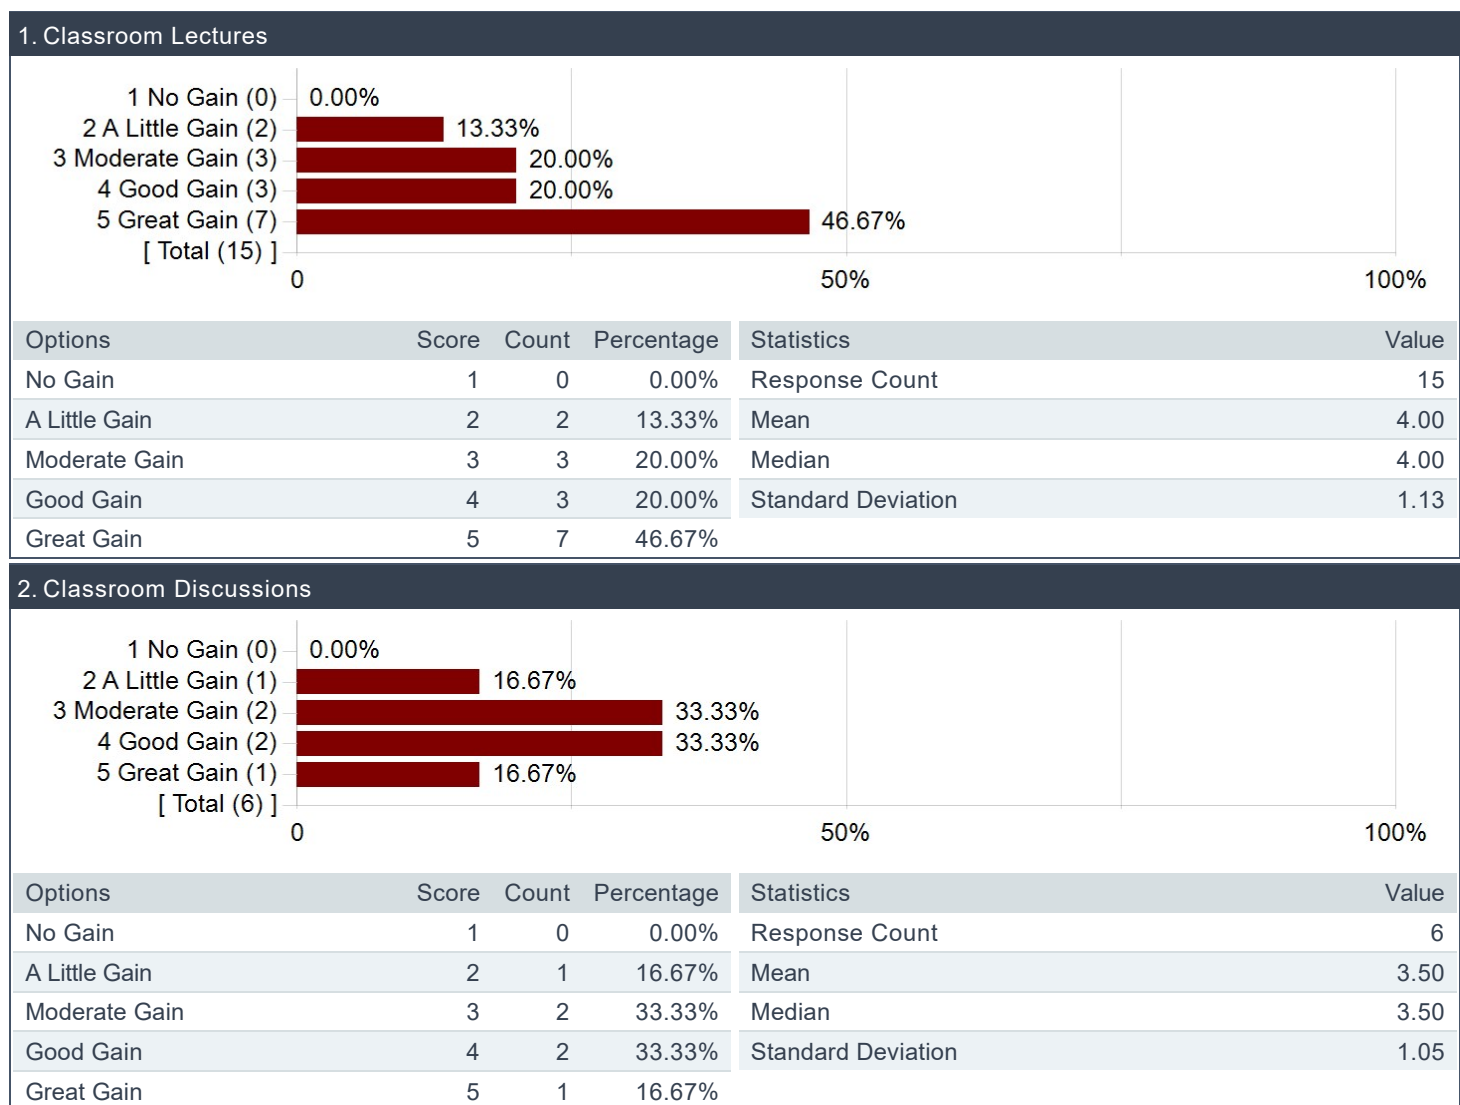 1. Classroom Lectures
1 No Gain (0) 0.00%
2 A Little Gain (2) 13.33%
3 Moderate Gain (3) 20.00%
4 Good Gain (3) 20.00%
5 Great Gain (7) 46.67%
[ Total (15) ]
0 50% 100%
Options Score Count Percentage Statistics Value
No Gain 1 0 0.00% Response Count 15
A Little Gain 2 2 13.33% Mean 4.00
Moderate Gain 3 3 20.00% Median 4.00
Good Gain 4 3 20.00% Standard Deviation 1.13
Great Gain 5 7 46.67%
2. Classroom Discussions
1 No Gain (0) 0.00%
2 A Little Gain (1) 16.67%
3 Moderate Gain (2) 33.33%
4 Good Gain (2) 33.33%
5 Great Gain (1) 16.67%
[ Total (6) ]
0 50% 100%
Options Score Count Percentage Statistics Value
No Gain 1 0 0.00% Response Count 6
A Little Gain 2 1 16.67% Mean 3.50
Moderate Gain 3 2 33.33% Median 3.50
Good Gain 4 2 33.33% Standard Deviation 1.05
Great Gain 5 1 16.67%